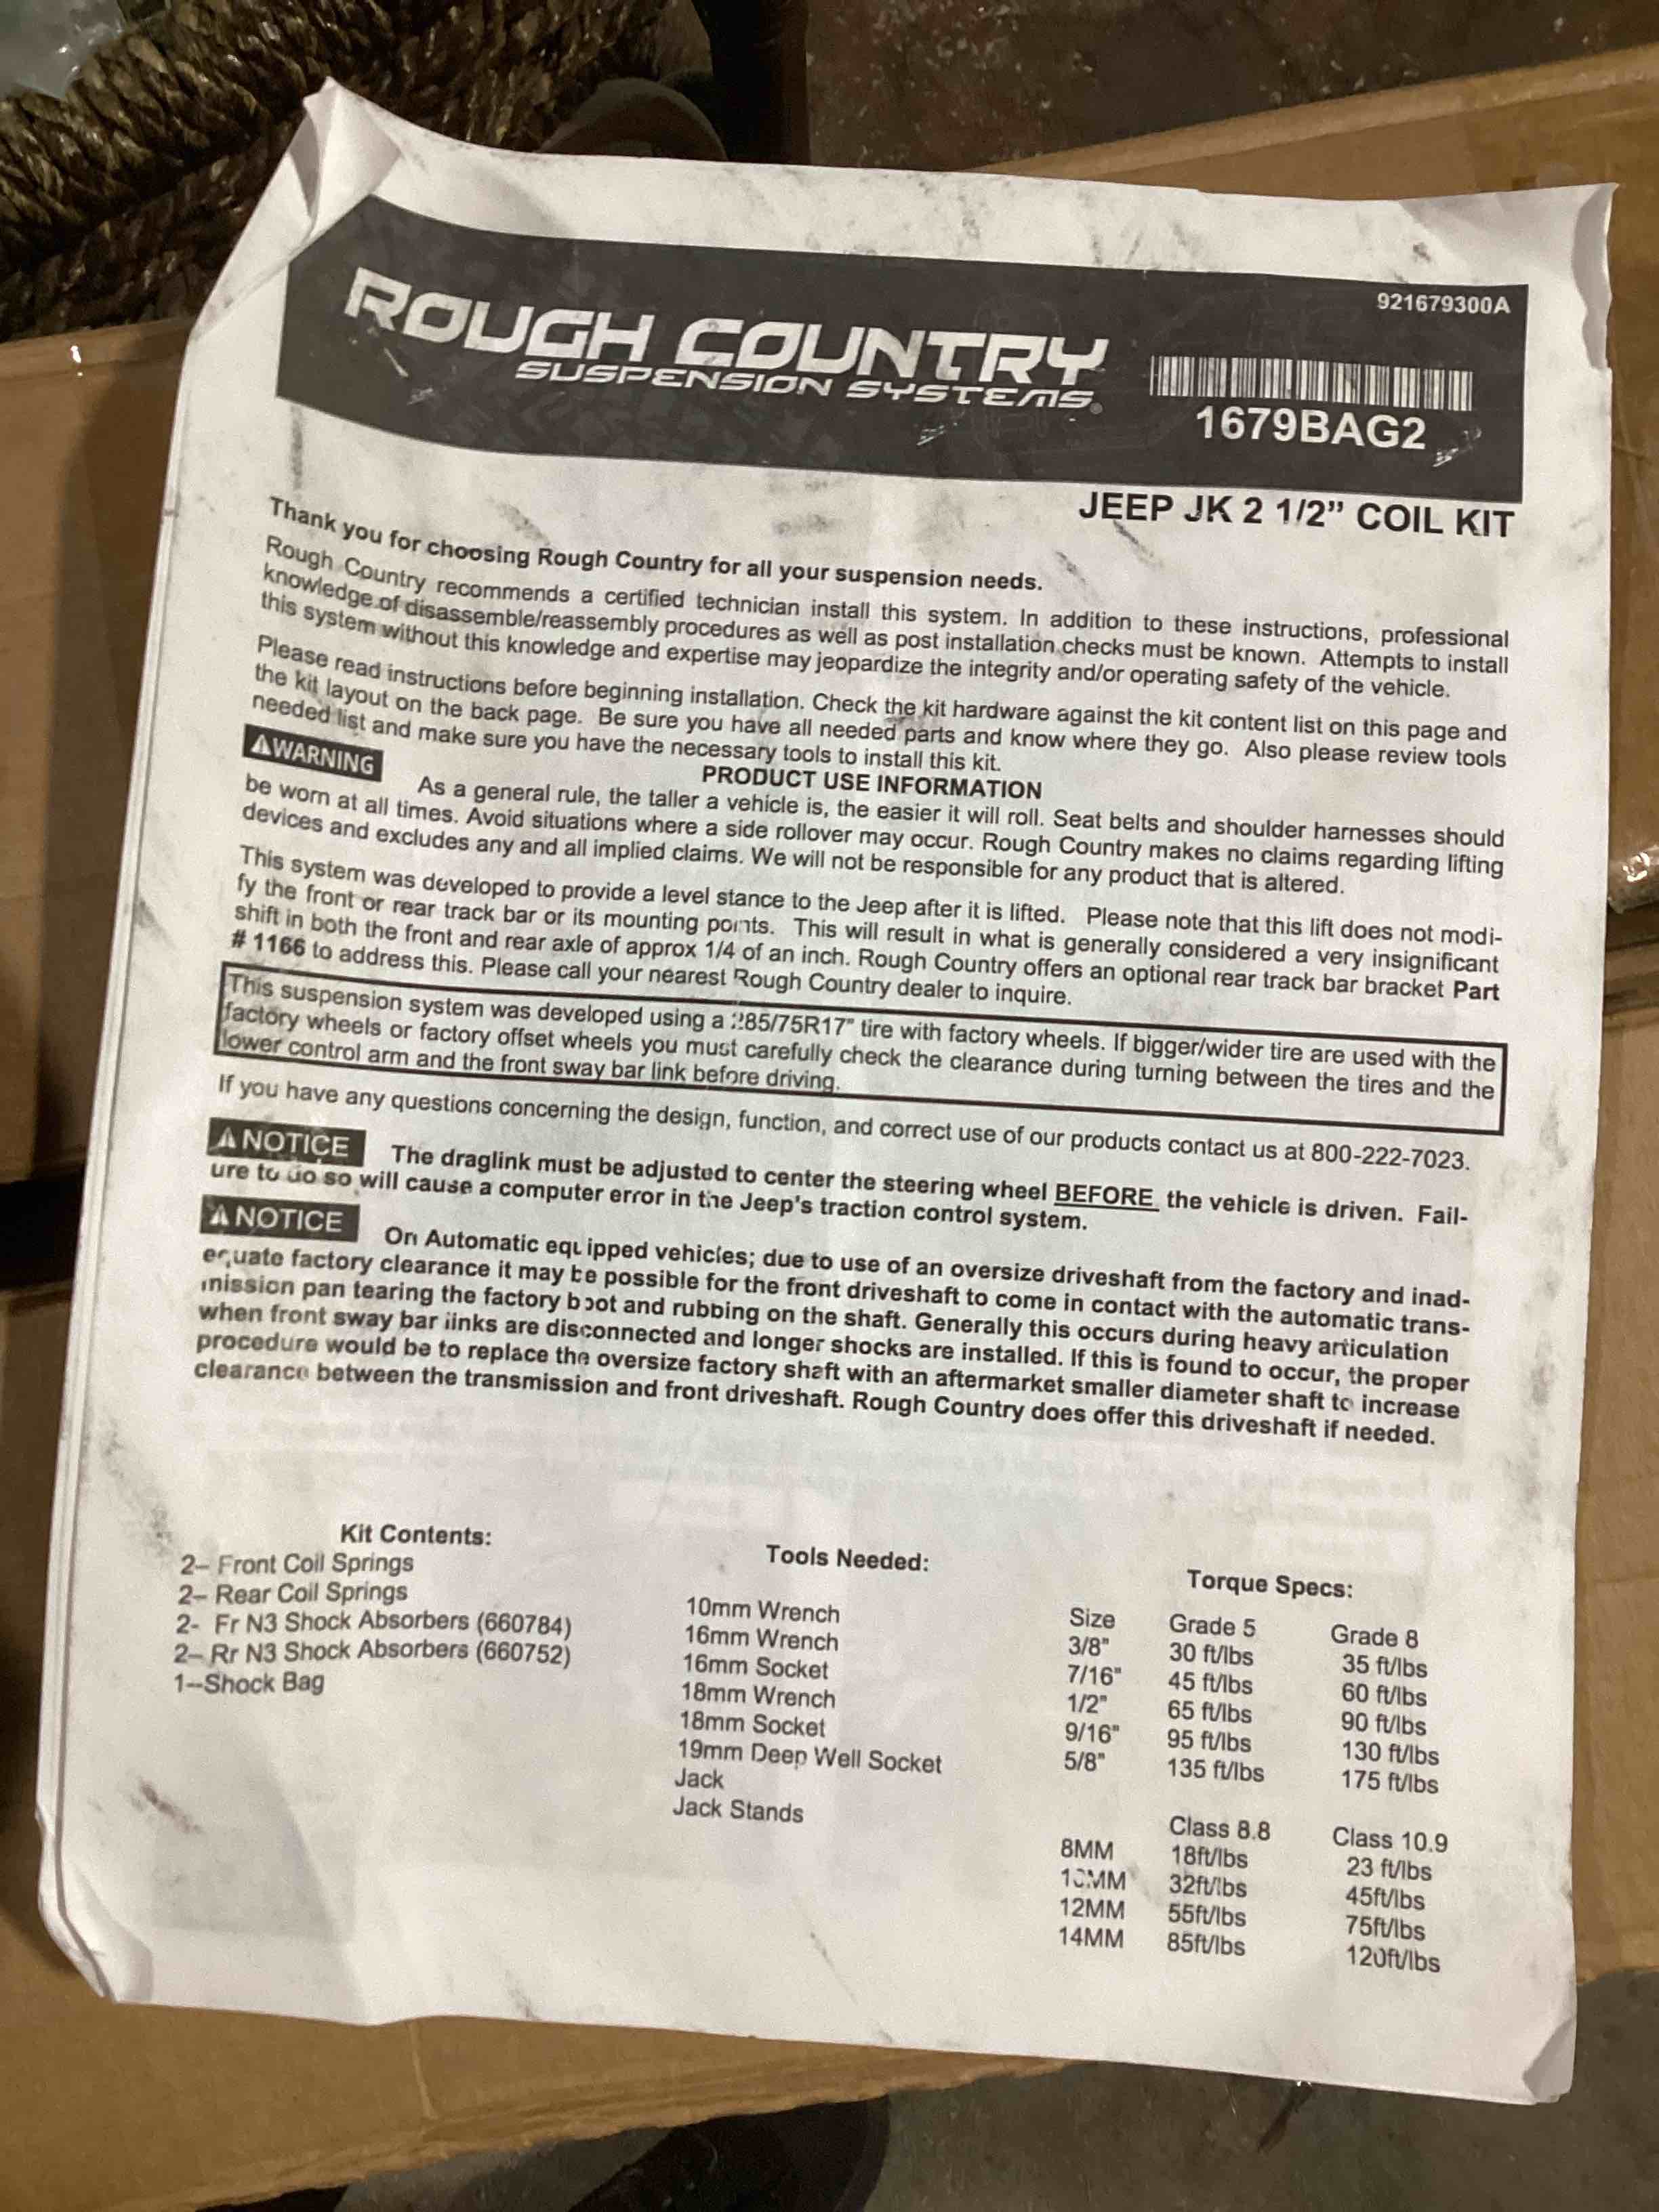 921679300A
ROUGH COUNTRY
SUSPENSION SYSTEMS®
1679BAG2
JEEP JK 2 1/2” COIL KIT
Thank you for choosing Rough Country for all your suspension needs.
Rough Country recommends a certified technician install this system. In addition to these instructions, professional
knowledge of disassemble/reassembly procedures as well as post installation checks must be known. Attempts to install
this system without this knowledge and expertise may jeopardize the integrity and/or operating safety of the vehicle.
Please read instructions before beginning installation. Check the kit hardware against the kit content list on this page and
the kit layout on the back page. Be sure you have all needed parts and know where they go. Also please review tools
needed list and make sure you have the necessary tools to install this kit.
PRODUCT USE INFORMATION
⚠WARNING As a general rule, the taller a vehicle is, the easier it will roll. Seat belts and shoulder harnesses should
be worn at all times. Avoid situations where a side rollover may occur. Rough Country makes no claims regarding lifting
devices and excludes any and all implied claims. We will not be responsible for any product that is altered.
This system was developed to provide a level stance to the Jeep after it is lifted. Please note that this lift does not modi-
fy the front or rear track bar or its mounting points. This will result in what is generally considered a very insignificant
shift in both the front and rear axle of approx 1/4 of an inch. Rough Country offers an optional rear track bar bracket Part
# 1166 to address this. Please call your nearest Rough Country dealer to inquire.
This suspension system was developed using a 285/75R17” tire with factory wheels. If bigger/wider tire are used with the
factory wheels or factory offset wheels you must carefully check the clearance during turning between the tires and the
lower control arm and the front sway bar link before driving.
If you have any questions concerning the design, function, and correct use of our products contact us at 800-222-7023.
⚠NOTICE The draglink must be adjusted to center the steering wheel BEFORE the vehicle is driven. Fail-
ure to do so will cause a computer error in the Jeep's traction control system.
⚠NOTICE On Automatic equipped vehicles; due to use of an oversize driveshaft from the factory and inad-
equate factory clearance it may be possible for the front driveshaft to come in contact with the automatic trans-
mission pan tearing the factory boot and rubbing on the shaft. Generally this occurs during heavy articulation
when front sway bar links are disconnected and longer shocks are installed. If this is found to occur, the proper
procedure would be to replace the oversize factory shaft with an aftermarket smaller diameter shaft to increase
clearance between the transmission and front driveshaft. Rough Country does offer this driveshaft if needed.
Kit Contents:
2– Front Coil Springs
2– Rear Coil Springs
2- Fr N3 Shock Absorbers (660784)
2– Rr N3 Shock Absorbers (660752)
1--Shock Bag
Tools Needed:
10mm Wrench
16mm Wrench
16mm Socket
18mm Wrench
18mm Socket
19mm Deep Well Socket
Jack
Jack Stands
Torque Specs:
Size Grade 5 Grade 8
3/8” 30 ft/lbs 35 ft/lbs
7/16" 45 ft/lbs 60 ft/lbs
1/2” 65 ft/lbs 90 ft/lbs
9/16" 95 ft/lbs 130 ft/lbs
5/8” 135 ft/lbs 175 ft/lbs
Class 8.8 Class 10.9
8MM 18ft/lbs 23 ft/lbs
10MM 32ft/lbs 45ft/lbs
12MM 55ft/lbs 75ft/lbs
14MM 85ft/lbs 120ft/lbs